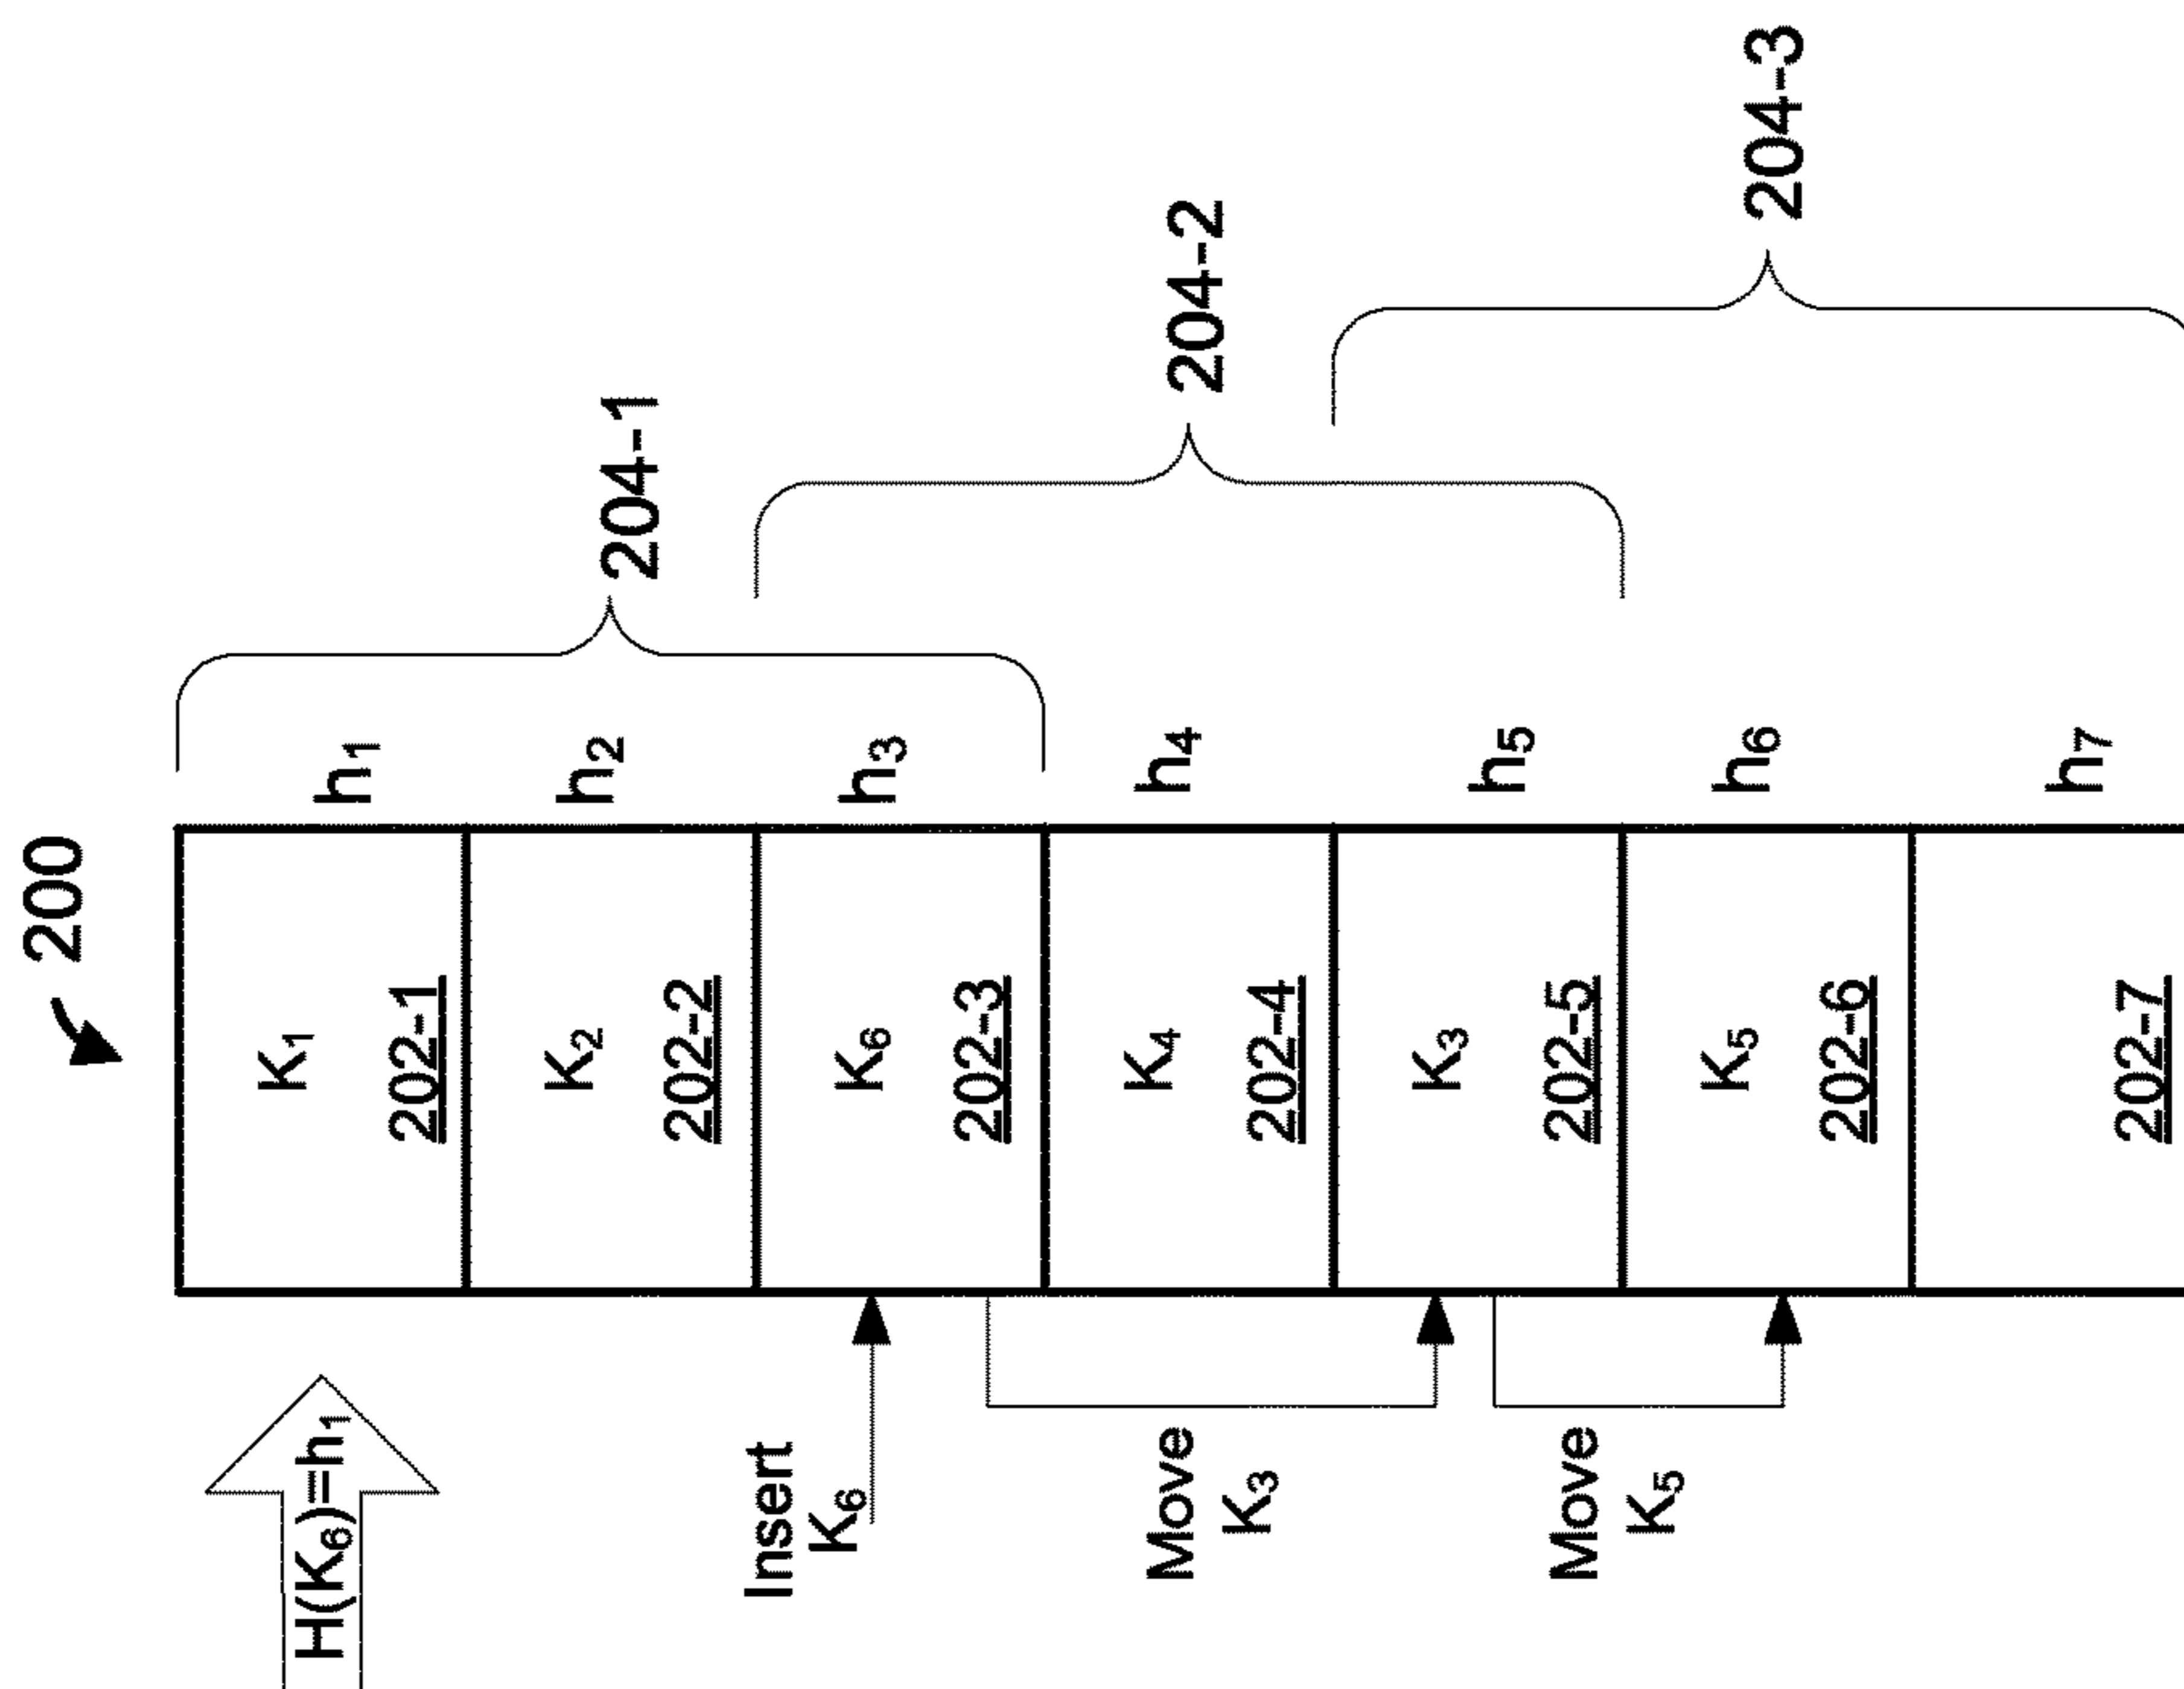 200
H(K₆)=h₁
K₁
202-1
h₁
K₂
202-2
h₂
204-1
Insert
K₆
K₆
202-3
h₃
K₄
202-4
h₄
204-2
Move
K₃
K₃
202-5
h₅
Move
K₅
K₅
202-6
h₆
204-3
202-7
h₇